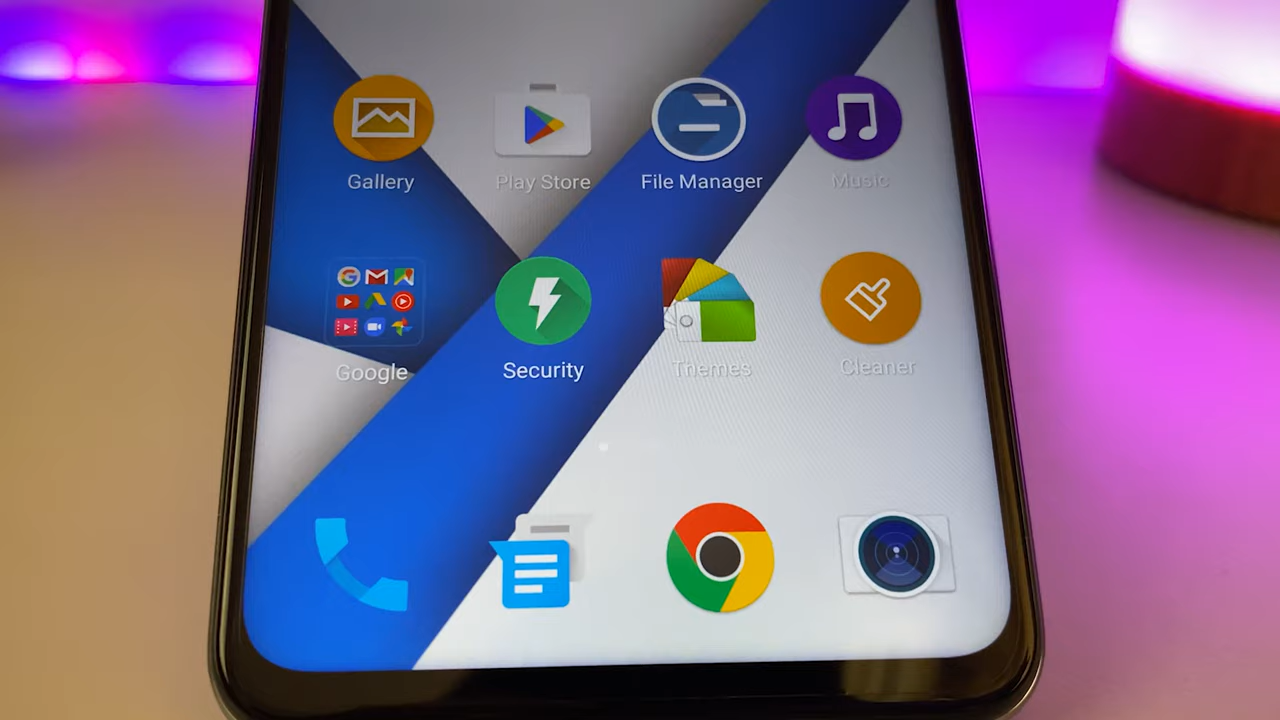 Gallery
Play Store
File Manager
Music
Google
Security
Themes
Cleaner